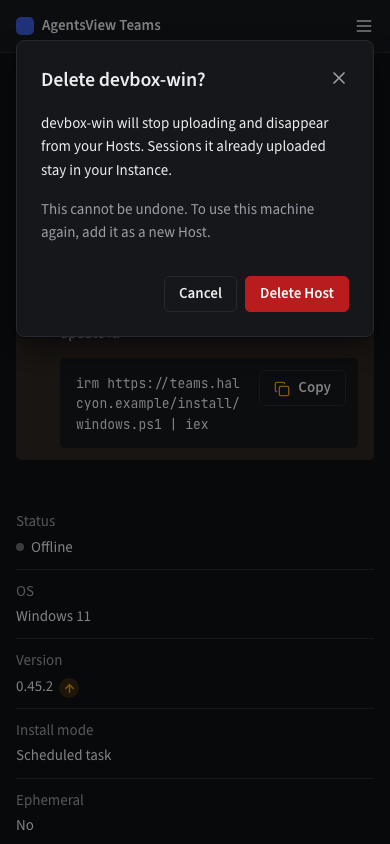 AgentsView Teams
Delete devbox-win?
devbox-win will stop uploading and disappear
from your Hosts. Sessions it already uploaded
stay in your Instance.
This cannot be undone. To use this machine
again, add it as a new Host.
Cancel
Delete Host
irm https://teams.hal
cyon.example/install/
windows.ps1 | iex
Copy
Status
Offline
OS
Windows 11
Version
0.45.2
Install mode
Scheduled task
Ephemeral
No